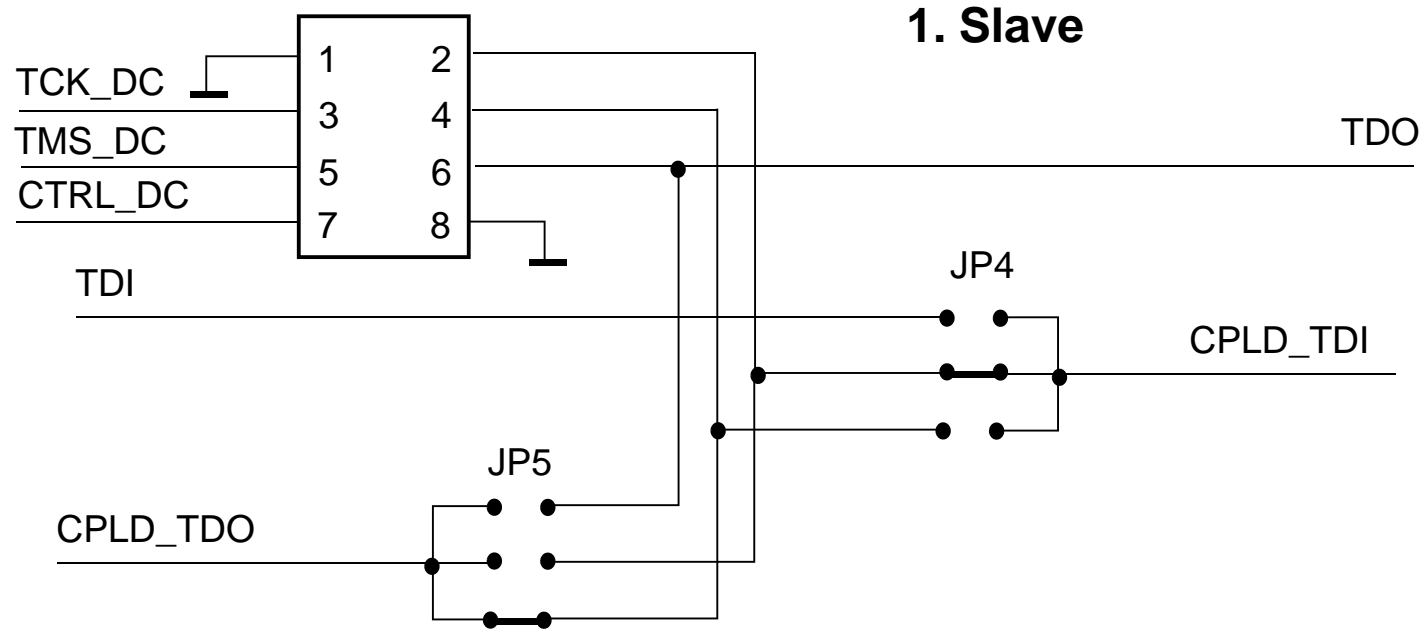 1. Slave
1 2
TCK_DC
3 4
TMS_DC
TDO
5 6
CTRL_DC
7 8
TDI
JP4
CPLD_TDI
JP5
CPLD_TDO